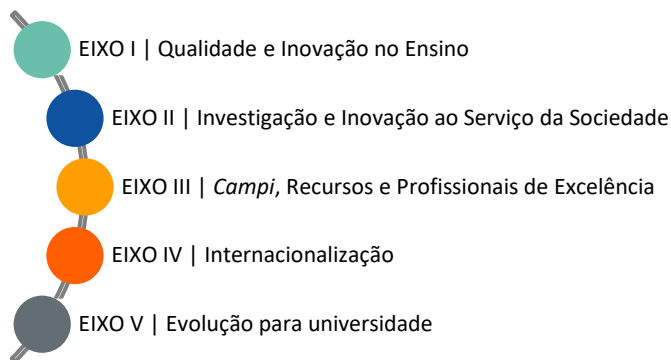 EIXO I | Qualidade e Inovação no Ensino
EIXO II | Investigação e Inovação ao Serviço da Sociedade
EIXO III | Campi, Recursos e Profissionais de Excelência
EIXO IV | Internacionalização
EIXO V | Evolução para universidade